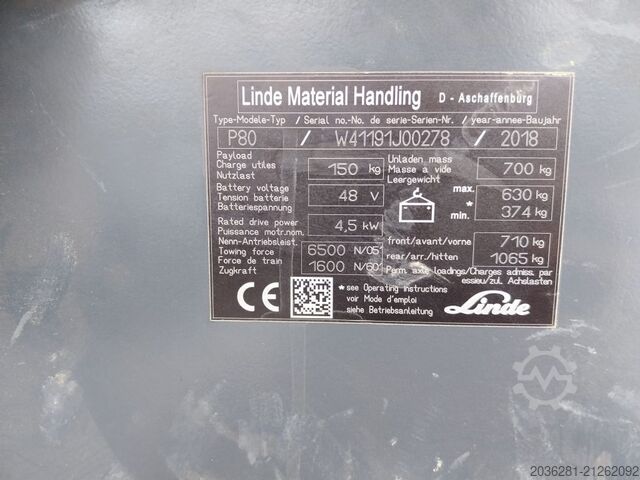 Linde Material Handling D - Aschaffenburg
Type-Modele-Typ / Serial no.-No. de serie-Serien-Nr. / year-annee-Baujahr
P80 / W41191J00278 / 2018
Payload
Charge utiles
Nutzlast
150 kg
Unladen mass
Masse a vide
Leergewicht
700 kg
Battery voltage
Tension batterie
Batteriespannung
48 V
max. 630 kg
*
min. 374 kg
Rated drive power
Puissance motr.nom.
Nenn-Antriebsleist.
4,5 kW
Towing force
Force de train
Zugkraft
6500 N/05'
1600 N/60'
front/avant/vorne 710 kg
rear/arr./hitten 1065 kg
Perm. axle loadings/Charges admiss. par
essieu/zul. Achslasten
CE
*see Operating Instructions
voir Mode d'emploi
siehe Betriebsanleitung
Linde
2036281-21262092